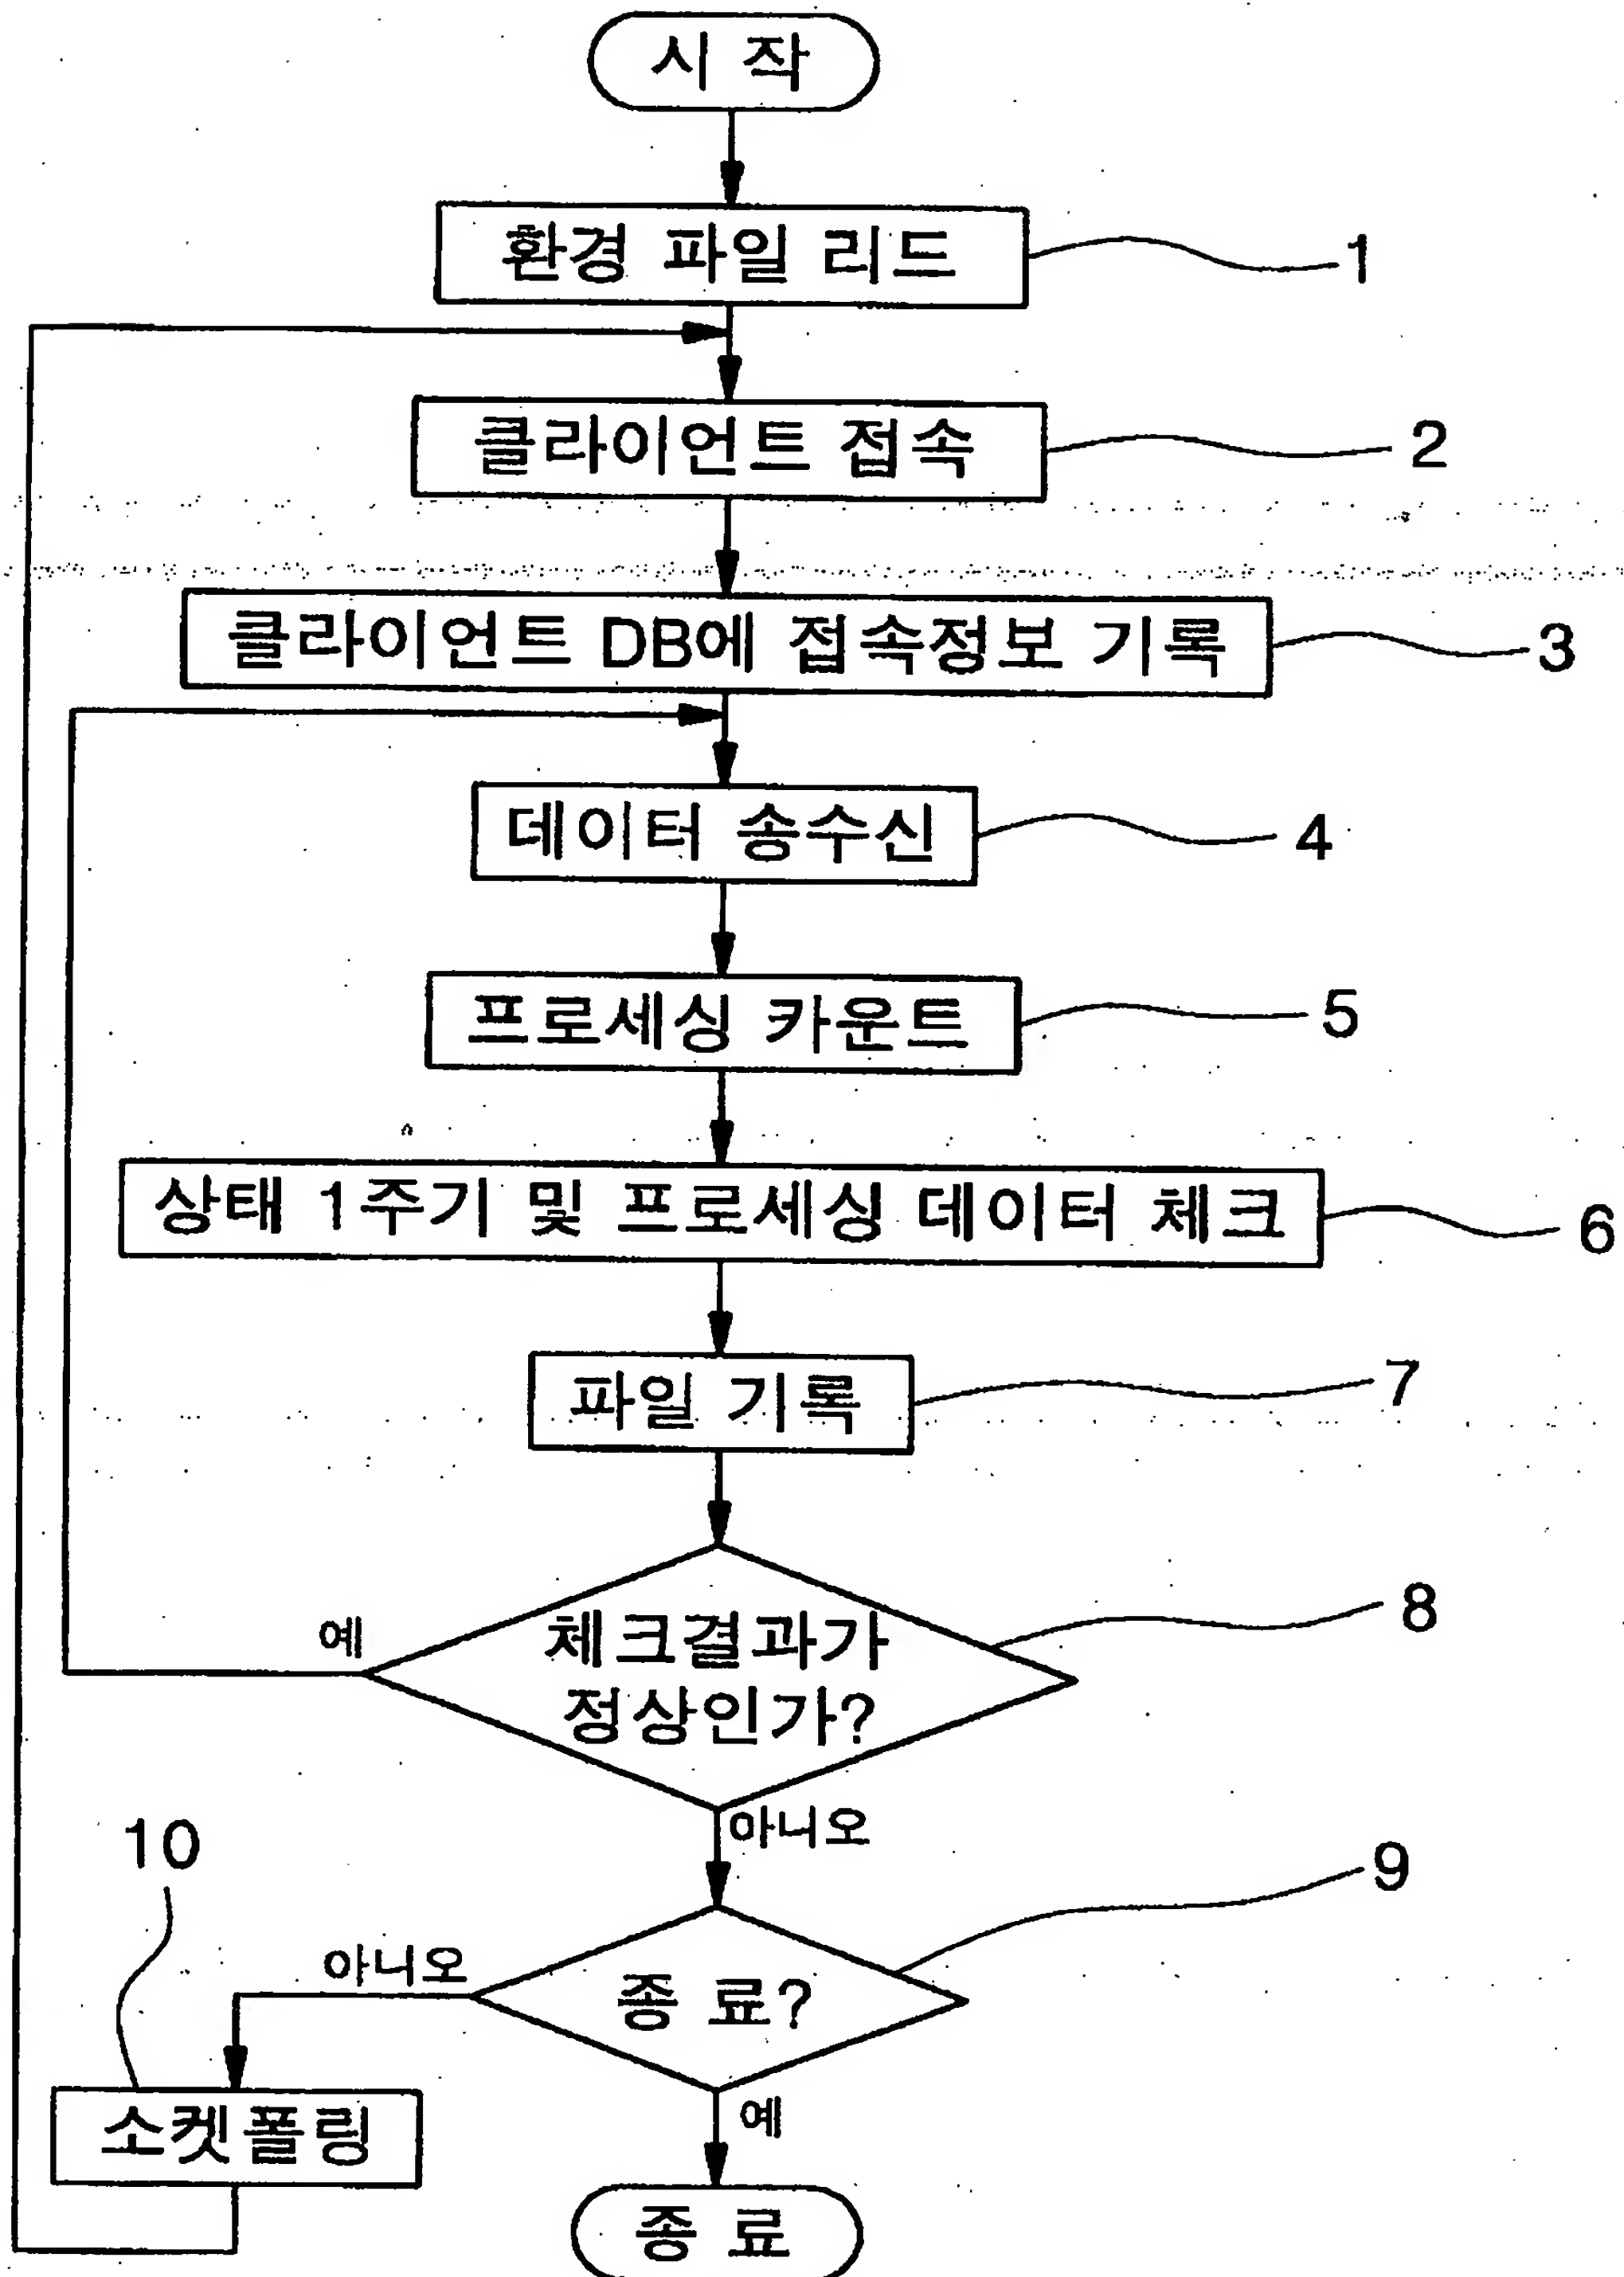 시 작
환경 파일 리드
1
클라이언트 접속
2
클라이언트 DB에 접속정보 기록
3
데이터 송수신
4
프로세싱 카운트
5
상태 1주기 및 프로세싱 데이터 체크
6
파일 기록
7
예
체크결과가
정상인가?
8
아니오
10
9
아니오
종 료?
예
소켓폴링
종 료